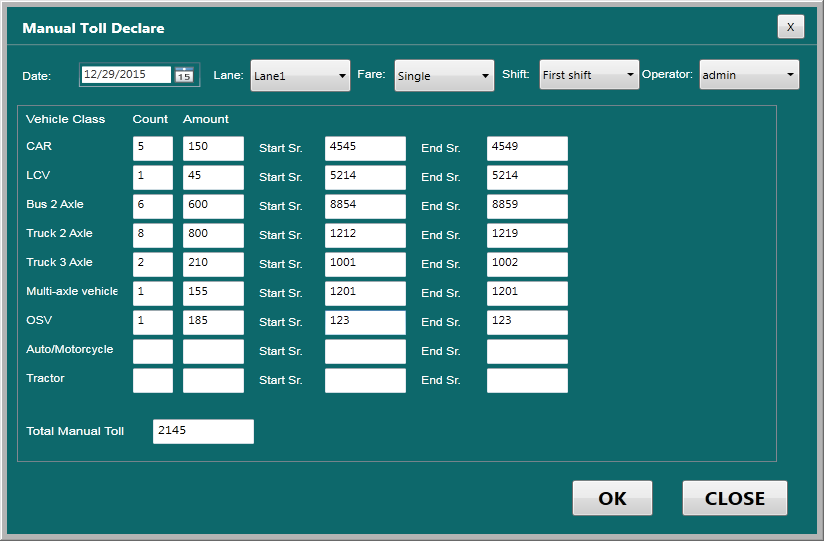 Manual Toll Declare X
Date: 12/29/2015 15 Lane: Lane1 Fare: Single Shift: First shift Operator: admin
Vehicle Class Count Amount
CAR 5 150 Start Sr. 4545 End Sr. 4549
LCV 1 45 Start Sr. 5214 End Sr. 5214
Bus 2 Axle 6 600 Start Sr. 8854 End Sr. 8859
Truck 2 Axle 8 800 Start Sr. 1212 End Sr. 1219
Truck 3 Axle 2 210 Start Sr. 1001 End Sr. 1002
Multi-axle vehicle 1 155 Start Sr. 1201 End Sr. 1201
OSV 1 185 Start Sr. 123 End Sr. 123
Auto/Motorcycle Start Sr. End Sr.
Tractor Start Sr. End Sr.
Total Manual Toll 2145
OK CLOSE